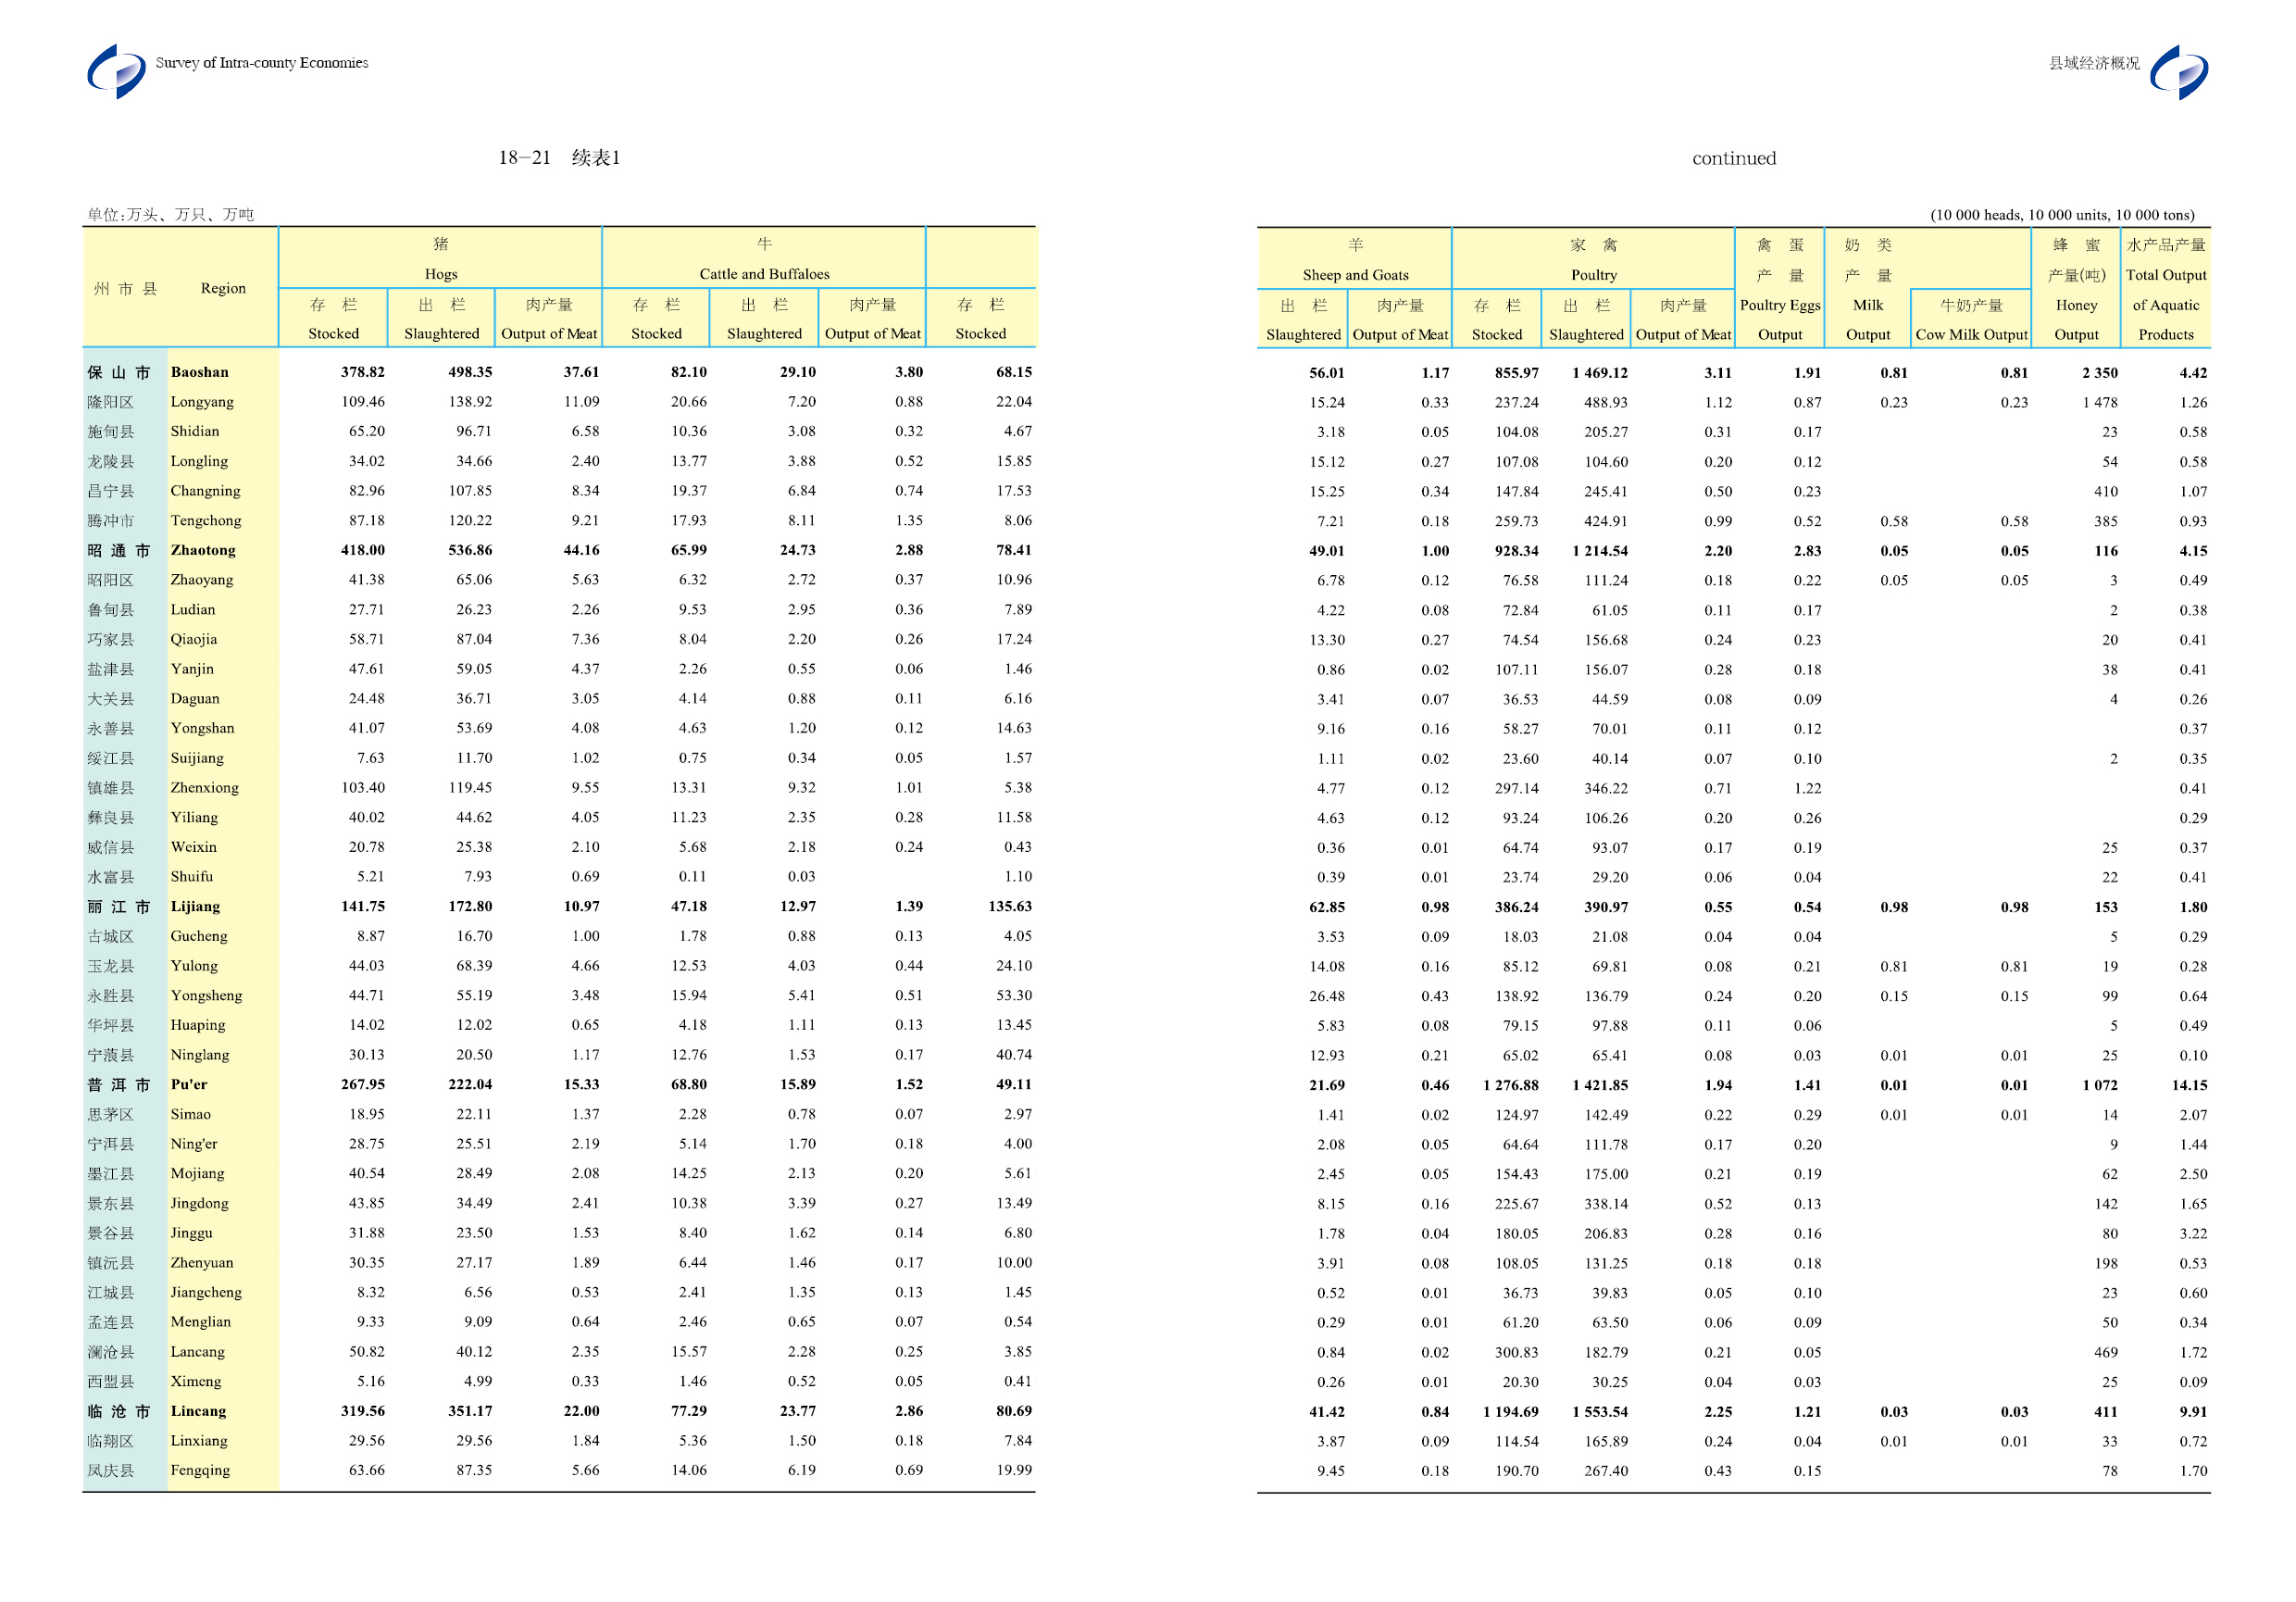 Survey of Intra-county Economies
县域经济概况
18—21 续表1
continued
单位:万头、万只、万吨
(10 000 heads, 10 000 units, 10 000 tons)
州 市 县 Region 猪 牛 羊 家 禽 禽 蛋 奶 类 蜂 蜜 水产品产量
Hogs Cattle and Buffaloes Sheep and Goats Poultry 产 量 产 量 产量(吨) Total Output
存 栏 出 栏 肉产量 存 栏 出 栏 肉产量 存 栏 出 栏 肉产量 存 栏 出 栏 肉产量 Poultry Eggs Milk 牛奶产量 Honey of Aquatic
Stocked Slaughtered Output of Meat Stocked Slaughtered Output of Meat Stocked Slaughtered Output of Meat Stocked Slaughtered Output of Meat Output Output Cow Milk Output Output Products
保 山 市 Baoshan 378.82 498.35 37.61 82.10 29.10 3.80 68.15 56.01 1.17 855.97 1 469.12 3.11 1.91 0.81 0.81 2 350 4.42
隆阳区 Longyang 109.46 138.92 11.09 20.66 7.20 0.88 22.04 15.24 0.33 237.24 488.93 1.12 0.87 0.23 0.23 1 478 1.26
施甸县 Shidian 65.20 96.71 6.58 10.36 3.08 0.32 4.67 3.18 0.05 104.08 205.27 0.31 0.17 23 0.58
龙陵县 Longling 34.02 34.66 2.40 13.77 3.88 0.52 15.85 15.12 0.27 107.08 104.60 0.20 0.12 54 0.58
昌宁县 Changning 82.96 107.85 8.34 19.37 6.84 0.74 17.53 15.25 0.34 147.84 245.41 0.50 0.23 410 1.07
腾冲市 Tengchong 87.18 120.22 9.21 17.93 8.11 1.35 8.06 7.21 0.18 259.73 424.91 0.99 0.52 0.58 0.58 385 0.93
昭 通 市 Zhaotong 418.00 536.86 44.16 65.99 24.73 2.88 78.41 49.01 1.00 928.34 1 214.54 2.20 2.83 0.05 0.05 116 4.15
昭阳区 Zhaoyang 41.38 65.06 5.63 6.32 2.72 0.37 10.96 6.78 0.12 76.58 111.24 0.18 0.22 0.05 0.05 3 0.49
鲁甸县 Ludian 27.71 26.23 2.26 9.53 2.95 0.36 7.89 4.22 0.08 72.84 61.05 0.11 0.17 2 0.38
巧家县 Qiaojia 58.71 87.04 7.36 8.04 2.20 0.26 17.24 13.30 0.27 74.54 156.68 0.24 0.23 20 0.41
盐津县 Yanjin 47.61 59.05 4.37 2.26 0.55 0.06 1.46 0.86 0.02 107.11 156.07 0.28 0.18 38 0.41
大关县 Daguan 24.48 36.71 3.05 4.14 0.88 0.11 6.16 3.41 0.07 36.53 44.59 0.08 0.09 4 0.26
永善县 Yongshan 41.07 53.69 4.08 4.63 1.20 0.12 14.63 9.16 0.16 58.27 70.01 0.11 0.12 0.37
绥江县 Suijiang 7.63 11.70 1.02 0.75 0.34 0.05 1.57 1.11 0.02 23.60 40.14 0.07 0.10 2 0.35
镇雄县 Zhenxiong 103.40 119.45 9.55 13.31 9.32 1.01 5.38 4.77 0.12 297.14 346.22 0.71 1.22 0.41
彝良县 Yiliang 40.02 44.62 4.05 11.23 2.35 0.28 11.58 4.63 0.12 93.24 106.26 0.20 0.26 0.29
威信县 Weixin 20.78 25.38 2.10 5.68 2.18 0.24 0.43 0.36 0.01 64.74 93.07 0.17 0.19 25 0.37
水富县 Shuifu 5.21 7.93 0.69 0.11 0.03 1.10 0.39 0.01 23.74 29.20 0.06 0.04 22 0.41
丽 江 市 Lijiang 141.75 172.80 10.97 47.18 12.97 1.39 135.63 62.85 0.98 386.24 390.97 0.55 0.54 0.98 0.98 153 1.80
古城区 Gucheng 8.87 16.70 1.00 1.78 0.88 0.13 4.05 3.53 0.09 18.03 21.08 0.04 0.04 5 0.29
玉龙县 Yulong 44.03 68.39 4.66 12.53 4.03 0.44 24.10 14.08 0.16 85.12 69.81 0.08 0.21 0.81 0.81 19 0.28
永胜县 Yongsheng 44.71 55.19 3.48 15.94 5.41 0.51 53.30 26.48 0.43 138.92 136.79 0.24 0.20 0.15 0.15 99 0.64
华坪县 Huaping 14.02 12.02 0.65 4.18 1.11 0.13 13.45 5.83 0.08 79.15 97.88 0.11 0.06 5 0.49
宁蒗县 Ninglang 30.13 20.50 1.17 12.76 1.53 0.17 40.74 12.93 0.21 65.02 65.41 0.08 0.03 0.01 0.01 25 0.10
普 洱 市 Pu'er 267.95 222.04 15.33 68.80 15.89 1.52 49.11 21.69 0.46 1 276.88 1 421.85 1.94 1.41 0.01 0.01 1 072 14.15
思茅区 Simao 18.95 22.11 1.37 2.28 0.78 0.07 2.97 1.41 0.02 124.97 142.49 0.22 0.29 0.01 0.01 14 2.07
宁洱县 Ning'er 28.75 25.51 2.19 5.14 1.70 0.18 4.00 2.08 0.05 64.64 111.78 0.17 0.20 9 1.44
墨江县 Mojiang 40.54 28.49 2.08 14.25 2.13 0.20 5.61 2.45 0.05 154.43 175.00 0.21 0.19 62 2.50
景东县 Jingdong 43.85 34.49 2.41 10.38 3.39 0.27 13.49 8.15 0.16 225.67 338.14 0.52 0.13 142 1.65
景谷县 Jinggu 31.88 23.50 1.53 8.40 1.62 0.14 6.80 1.78 0.04 180.05 206.83 0.28 0.16 80 3.22
镇沅县 Zhenyuan 30.35 27.17 1.89 6.44 1.46 0.17 10.00 3.91 0.08 108.05 131.25 0.18 0.18 198 0.53
江城县 Jiangcheng 8.32 6.56 0.53 2.41 1.35 0.13 1.45 0.52 0.01 36.73 39.83 0.05 0.10 23 0.60
孟连县 Menglian 9.33 9.09 0.64 2.46 0.65 0.07 0.54 0.29 0.01 61.20 63.50 0.06 0.09 50 0.34
澜沧县 Lancang 50.82 40.12 2.35 15.57 2.28 0.25 3.85 0.84 0.02 300.83 182.79 0.21 0.05 469 1.72
西盟县 Ximeng 5.16 4.99 0.33 1.46 0.52 0.05 0.41 0.26 0.01 20.30 30.25 0.04 0.03 25 0.09
临 沧 市 Lincang 319.56 351.17 22.00 77.29 23.77 2.86 80.69 41.42 0.84 1 194.69 1 553.54 2.25 1.21 0.03 0.03 411 9.91
临翔区 Linxiang 29.56 29.56 1.84 5.36 1.50 0.18 7.84 3.87 0.09 114.54 165.89 0.24 0.04 0.01 0.01 33 0.72
凤庆县 Fengqing 63.66 87.35 5.66 14.06 6.19 0.69 19.99 9.45 0.18 190.70 267.40 0.43 0.15 78 1.70